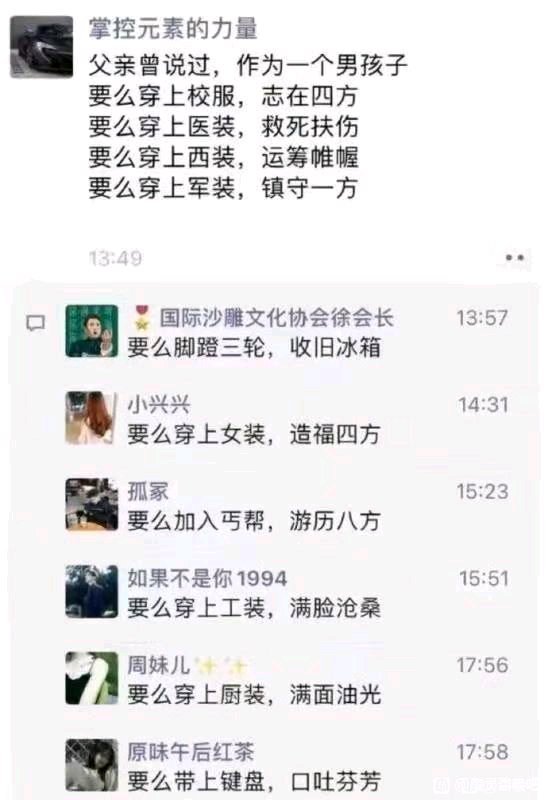 掌控元素的力量
父亲曾说过，作为一个男孩子
要么穿上校服，志在四方
要么穿上医装，救死扶伤
要么穿上西装，运筹帷幄
要么穿上军装，镇守一方
13:49
国际沙雕文化协会徐会长 13:57
要么脚蹬三轮，收旧冰箱
小兴兴 14:31
要么穿上女装，造福四方
孤冢 15:23
要么加入丐帮，游历八方
如果不是你1994 15:51
要么穿上工装，满脸沧桑
周妹儿✨✨ 17:56
要么穿上厨装，满面油光
原味午后红茶 17:58
要么带上键盘，口吐芬芳